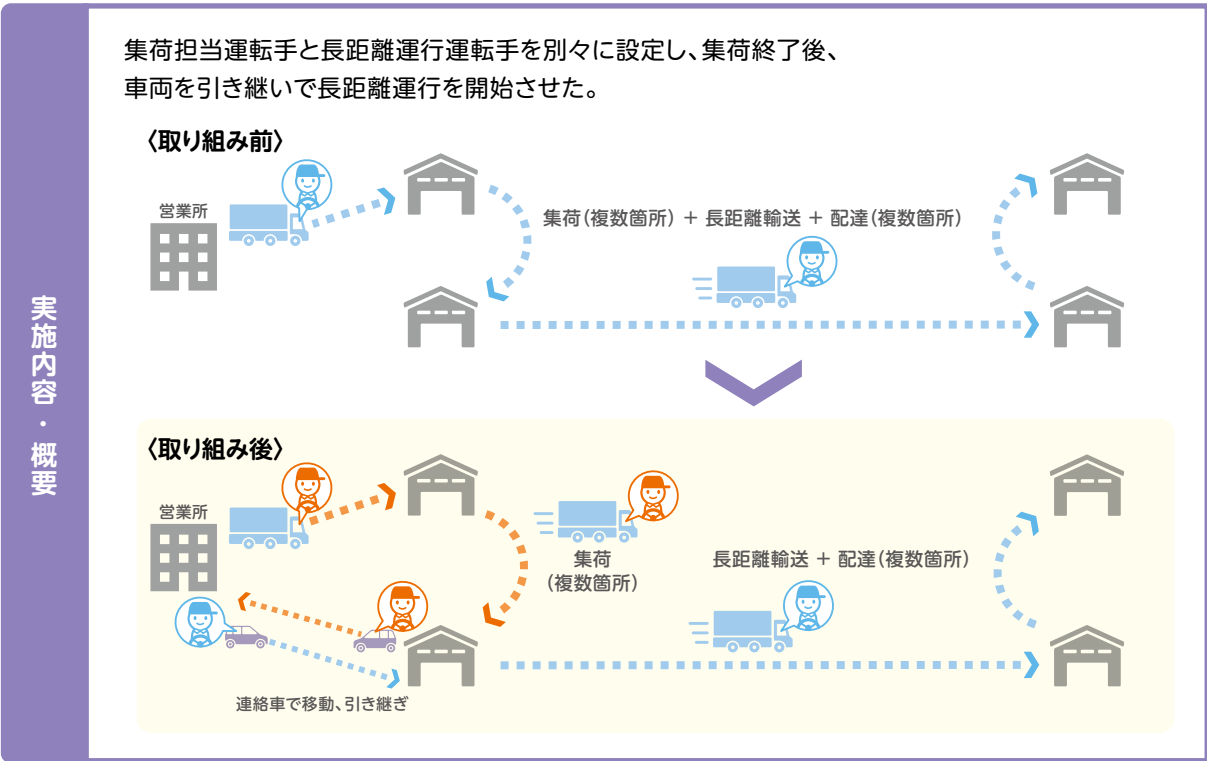 実施内容・概要
集荷担当運転手と長距離運行運転手を別々に設定し、集荷終了後、
車両を引き継いで長距離運行を開始させた。
〈取り組み前〉
営業所
集荷(複数箇所) + 長距離輸送 + 配達(複数箇所)
〈取り組み後〉
営業所
集荷
(複数箇所)
長距離輸送 + 配達(複数箇所)
連絡車で移動、引き継ぎ